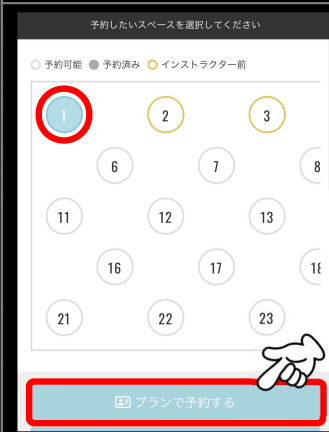 予約したいスペースを選択してください
予約可能 予約済み インストラクター前
1 2 3
6 7 8
11 12 13
16 17
21 22 23
プランで予約する